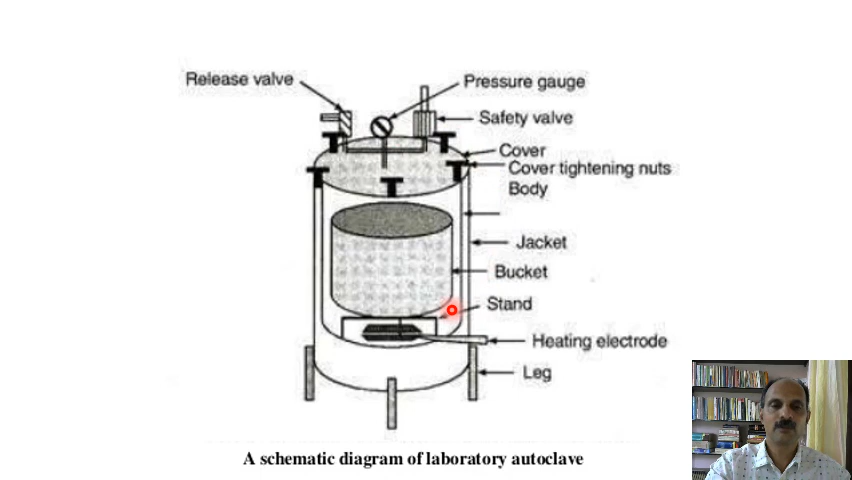 Release valve
Pressure gauge
Safety valve
Cover
Cover tightening nuts
Body
Jacket
Bucket
Stand
Heating electrode
Leg
A schematic diagram of laboratory autoclave